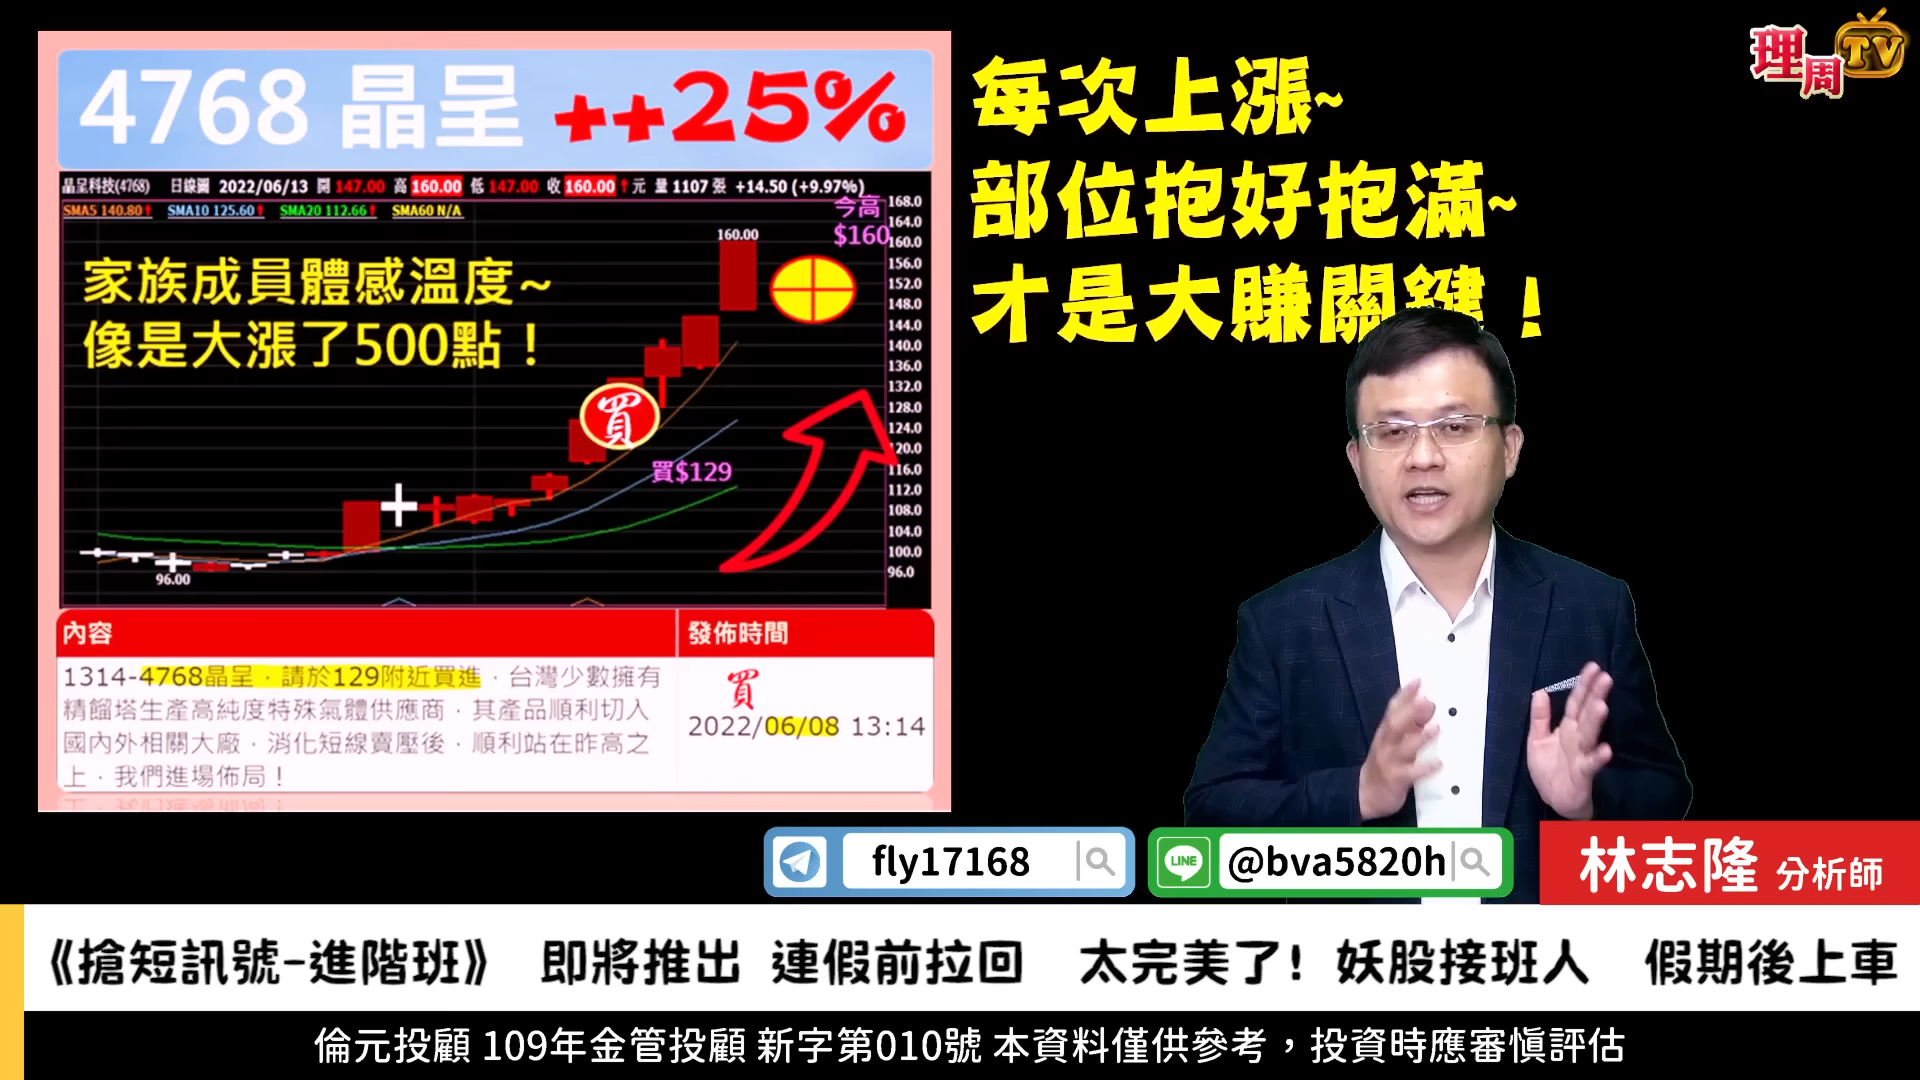 理周TV
4768 晶呈 ++25%
每次上漲~
部位抱好抱滿~
才是大賺關鍵！
晶呈科技(4768) 日線圖 2022/06/13 開 147.00 高 160.00 低 147.00 收 160.00↑元 量 1107 張 +14.50 (+9.97%)
SMA5 140.80↑ SMA10 125.60↑ SMA20 112.66↑ SMA60 N/A
今高
$160
160.00
家族成員體感溫度~
像是大漲了500點！
買
買$129
96.00
168.0
164.0
160.0
156.0
152.0
148.0
144.0
140.0
136.0
132.0
128.0
124.0
120.0
116.0
112.0
108.0
104.0
100.0
96.0
內容 發佈時間
1314-4768晶呈．請於129附近買進．台灣少數擁有
精餾塔生產高純度特殊氣體供應商．其產品順利切入
國內外相關大廠．消化短線賣壓後．順利站在昨高之
上．我們進場佈局！
買
2022/06/08 13:14
fly17168
LINE @bva5820h
林志隆 分析師
《搶短訊號-進階班》 即將推出 連假前拉回 太完美了! 妖股接班人 假期後上車
倫元投顧 109年金管投顧 新字第010號 本資料僅供參考，投資時應審慎評估